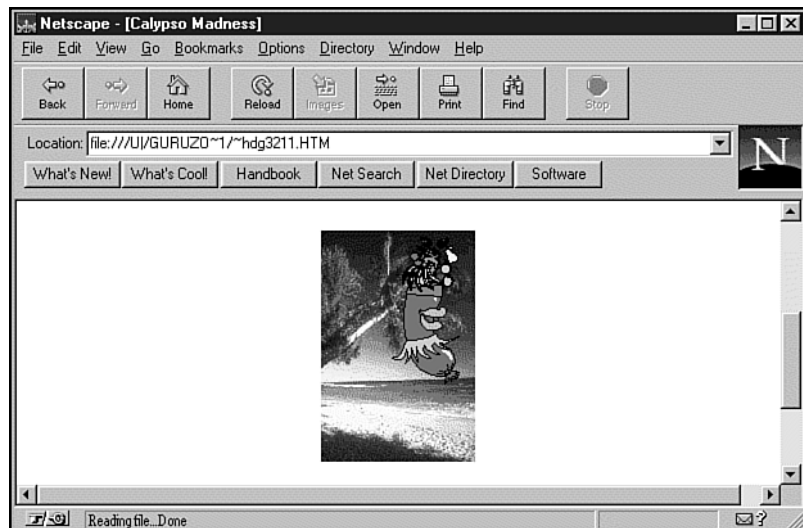 Netscape - [Calypso Madness]
File Edit View Go Bookmarks Options Directory Window Help
Back Forward Home Reload Images Open Print Find Stop
Location: file:///U|/GURUZO~1/~hdg3211.HTM
N
What's New! What's Cool! Handbook Net Search Net Directory Software
Reading file...Done
?